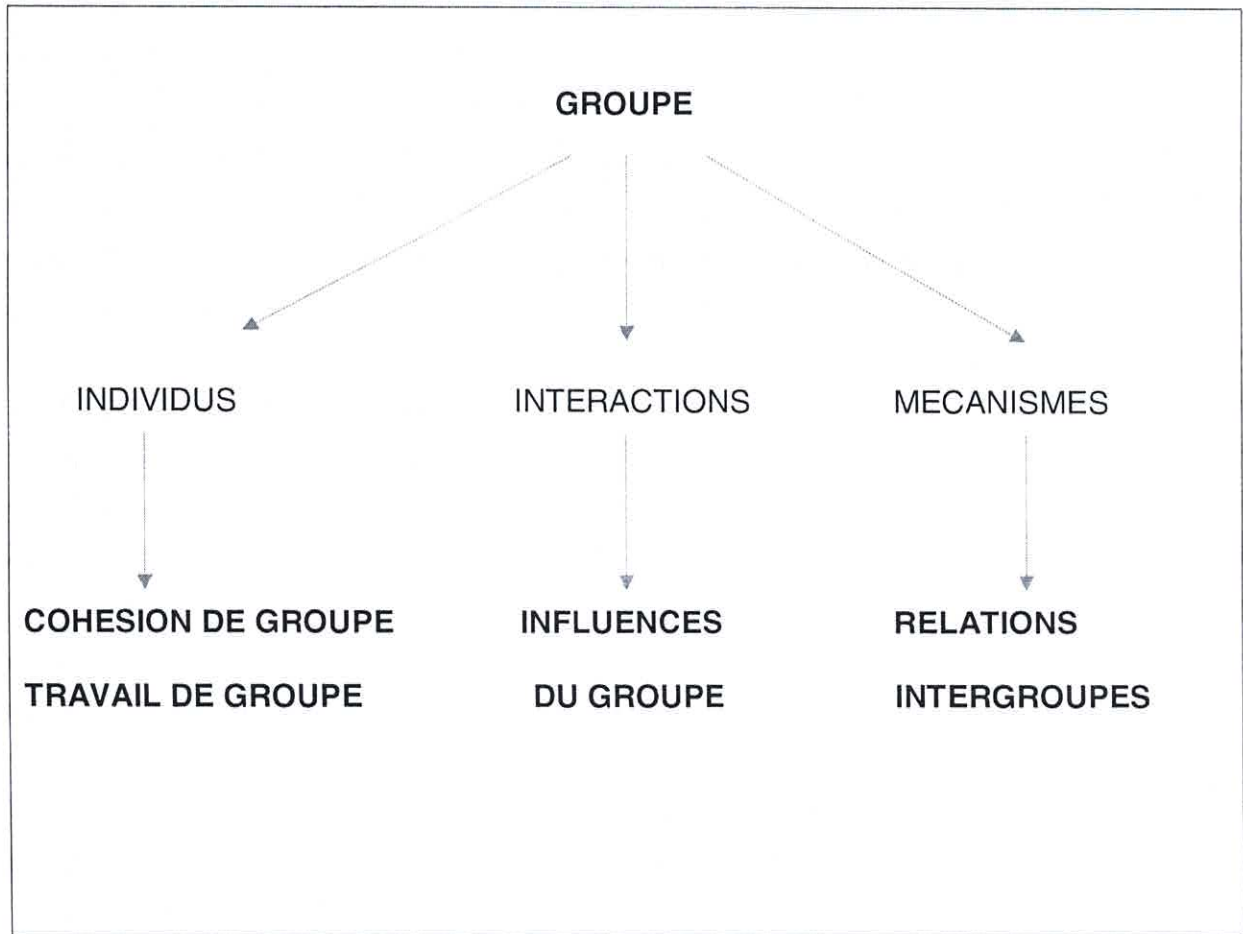 GROUPE
INDIVIDUS
INTERACTIONS
MECANISMES
COHESION DE GROUPE
INFLUENCES
RELATIONS
TRAVAIL DE GROUPE
DU GROUPE
INTERGROUPES